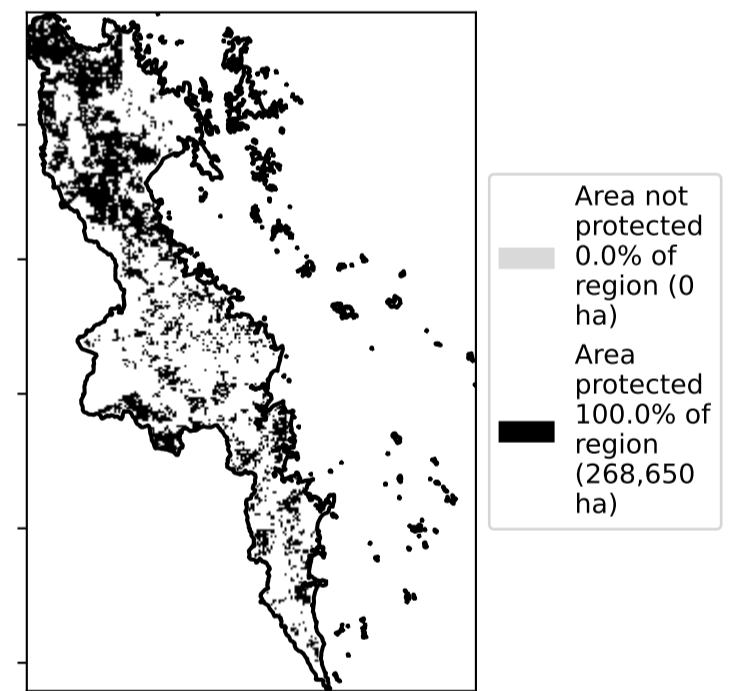 Area not
protected
0.0% of
region (0
ha)
Area
protected
100.0% of
region
(268,650
ha)